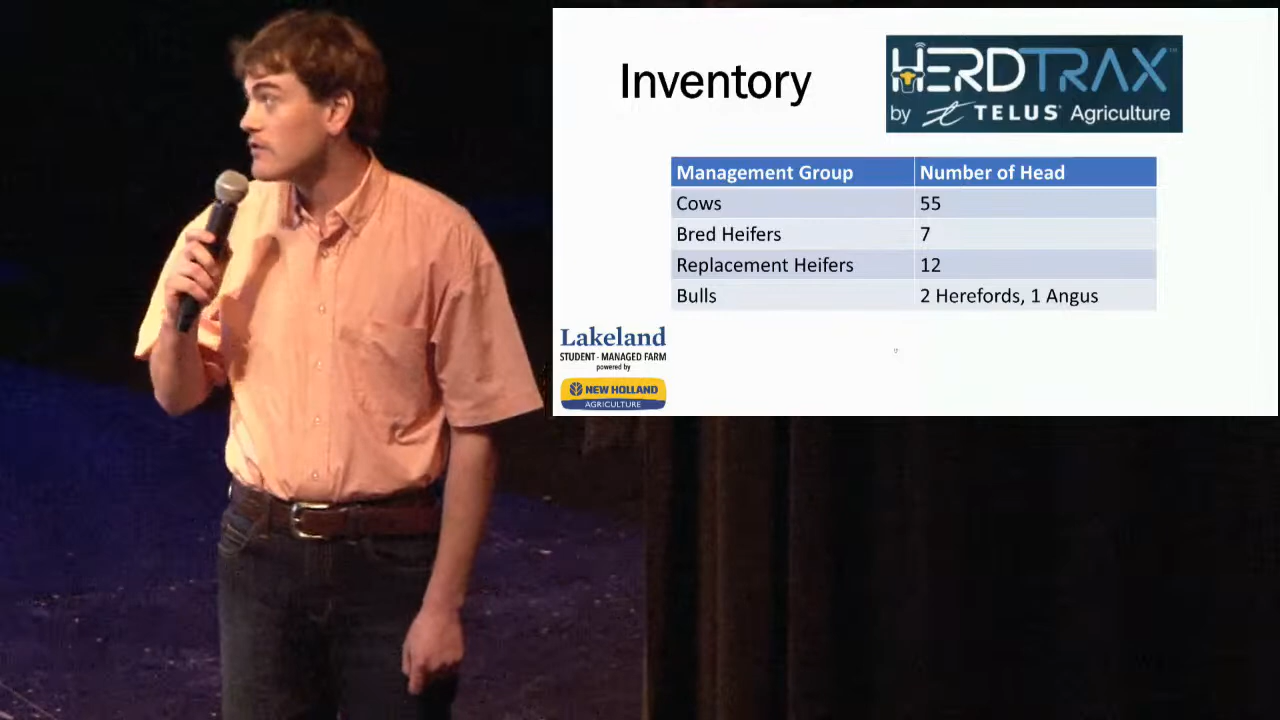 Inventory
HERDTRAX™
by TELUS® Agriculture
Management Group Number of Head
Cows 55
Bred Heifers 7
Replacement Heifers 12
Bulls 2 Herefords, 1 Angus
Lakeland
STUDENT-MANAGED FARM
powered by
NEW HOLLAND
AGRICULTURE